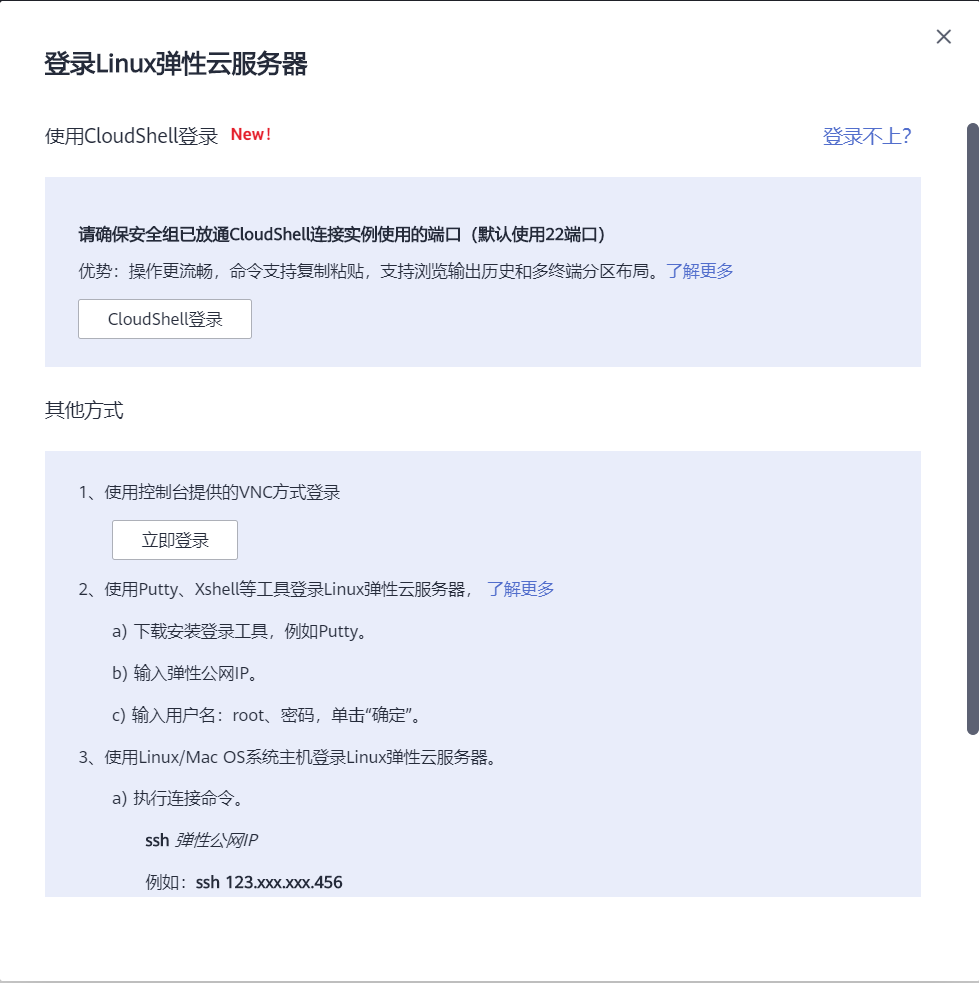 登录Linux弹性云服务器
使用CloudShell登录 New!
登录不上?
请确保安全组已放通CloudShell连接实例使用的端口（默认使用22端口）
优势：操作更流畅，命令支持复制粘贴，支持浏览输出历史和多终端分区布局。了解更多
CloudShell登录
其他方式
1、使用控制台提供的VNC方式登录
立即登录
2、使用Putty、Xshell等工具登录Linux弹性云服务器， 了解更多
a) 下载安装登录工具，例如Putty。
b) 输入弹性公网IP。
c) 输入用户名：root、密码，单击“确定”。
3、使用Linux/Mac OS系统主机登录Linux弹性云服务器。
a) 执行连接命令。
ssh 弹性公网IP
例如：ssh 123.xxx.xxx.456